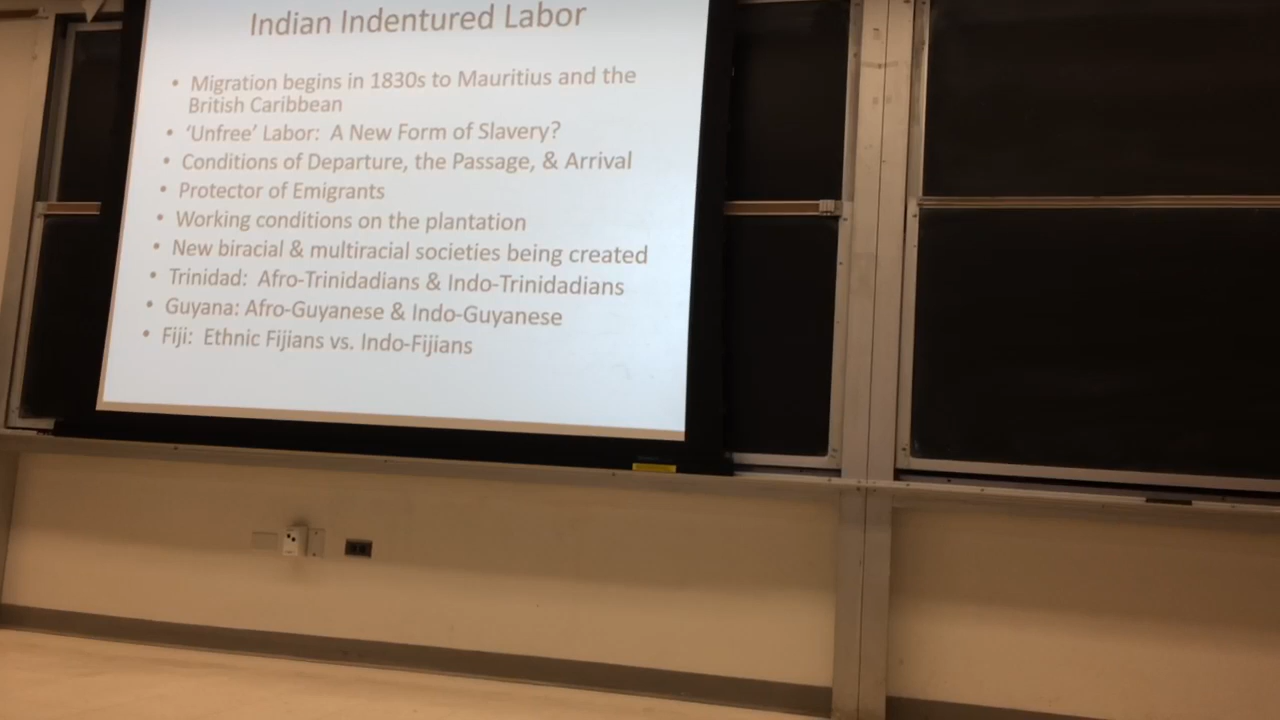 Indian Indentured Labor
• Migration begins in 1830s to Mauritius and the
British Caribbean
• ‘Unfree’ Labor: A New Form of Slavery?
• Conditions of Departure, the Passage, & Arrival
• Protector of Emigrants
• Working conditions on the plantation
• New biracial & multiracial societies being created
• Trinidad: Afro-Trinidadians & Indo-Trinidadians
• Guyana: Afro-Guyanese & Indo-Guyanese
• Fiji: Ethnic Fijians vs. Indo-Fijians